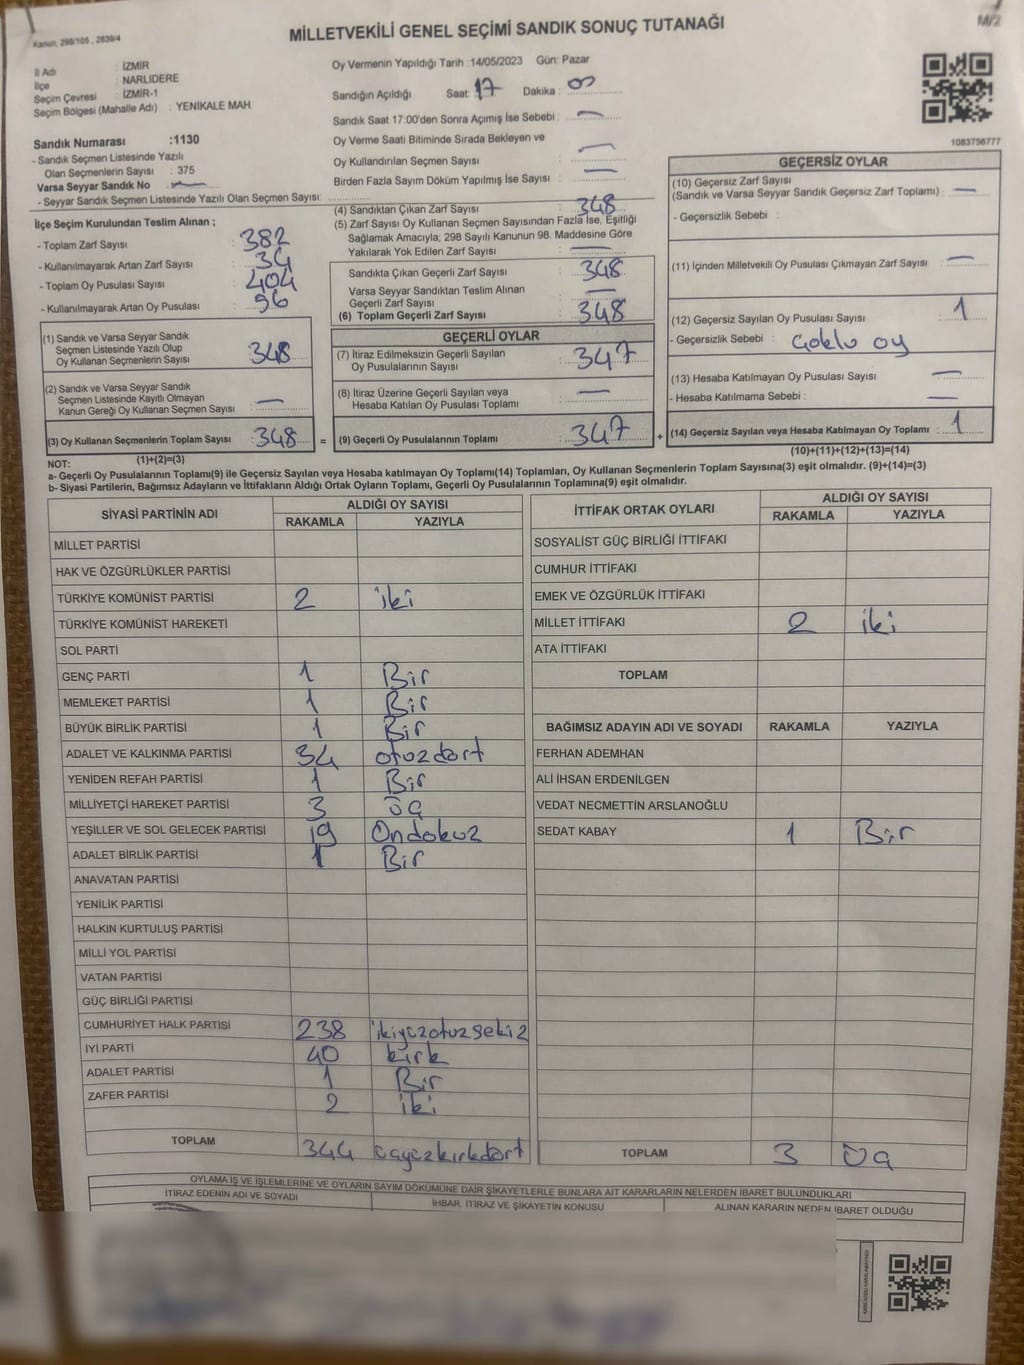 Kanun: 298/105 , 2839/4
MİLLETVEKİLİ GENEL SEÇİMİ SANDIK SONUÇ TUTANAĞI
M/2
İl Adı : İZMİR
İlçe NARLIDERE
Seçim Çevresi : İZMİR-1
Seçim Bölgesi (Mahalle Adı) : YENİKALE MAH.
Sandık Numarası :1130
- Sandık Seçmen Listesinde Yazılı
Olan Seçmenlerin Sayısı : 375
Varsa Seyyar Sandık No : —
- Seyyar Sandık Seçmen Listesinde Yazılı Olan Seçmen Sayısı:
İlçe Seçim Kurulundan Teslim Alınan ;
- Toplam Zarf Sayısı : 382
- Kullanılmayarak Artan Zarf Sayısı : 34
- Toplam Oy Pusulası Sayısı : 404
- Kullanılmayarak Artan Oy Pusulası : 56
(1) Sandık ve Varsa Seyyar Sandık
Seçmen Listesinde Yazılı Olup
Oy Kullanan Seçmenlerin Sayısı : 348
(2) Sandık ve Varsa Seyyar Sandık
Seçmen Listesinde Kayıtlı Olmayan
Kanun Gereği Oy Kullanan Seçmen Sayısı : —
(3) Oy Kullanan Seçmenlerin Toplam Sayısı : 348 =
(1)+(2)=(3)
Oy Vermenin Yapıldığı Tarih :14/05/2023 Gün: Pazar
Sandığın Açıldığı Saat: 17 Dakika : 00
Sandık Saat 17:00'den Sonra Açımış İse Sebebi : —
Oy Verme Saati Bitiminde Sırada Bekleyen ve
Oy Kullandırılan Seçmen Sayısı : —
Birden Fazla Sayım Döküm Yapılmış İse Sayısı : —
(4) Sandıktan Çıkan Zarf Sayısı : 348
(5) Zarf Sayısı Oy Kullanan Seçmen Sayısından Fazla İse, Eşitliği
Sağlamak Amacıyla, 298 Sayılı Kanunun 98. Maddesine Göre
Yakılarak Yok Edilen Zarf Sayısı : —
Sandıkta Çıkan Geçerli Zarf Sayısı : 348
Varsa Seyyar Sandıktan Teslim Alınan
Geçerli Zarf Sayısı : —
(6) Toplam Geçerli Zarf Sayısı : 348
GEÇERLİ OYLAR
(7) İtiraz Edilmeksizin Geçerli Sayılan
Oy Pusulalarının Sayısı : 347
(8) İtiraz Üzerine Geçerli Sayılan veya
Hesaba Katılan Oy Pusulası Toplamı : —
(9) Geçerli Oy Pusulalarının Toplamı : 347 +
1083756777
GEÇERSİZ OYLAR
(10) Geçersiz Zarf Sayısı
(Sandık ve Varsa Seyyar Sandık Geçersiz Zarf Toplamı) : —
- Geçersizlik Sebebi :
(11) İçinden Milletvekili Oy Pusulası Çıkmayan Zarf Sayısı : —
(12) Geçersiz Sayılan Oy Pusulası Sayısı : 1
- Geçersizlik Sebebi : Çoklu oy
(13) Hesaba Katılmayan Oy Pusulası Sayısı : —
- Hesaba Katılmama Sebebi : —
(14) Geçersiz Sayılan veya Hesaba Katılmayan Oy Toplamı : 1
(10)+(11)+(12)+(13)=(14)
NOT:
a- Geçerli Oy Pusulalarının Toplamı(9) ile Geçersiz Sayılan veya Hesaba katılmayan Oy Toplamı(14) Toplamları, Oy Kullanan Seçmenlerin Toplam Sayısına(3) eşit olmalıdır. (9)+(14)=(3)
b- Siyasi Partilerin, Bağımsız Adayların ve İttifakların Aldığı Ortak Oyların Toplamı, Geçerli Oy Pusulalarının Toplamına(9) eşit olmalıdır.
SİYASİ PARTİNİN ADI ALDIĞI OY SAYISI
RAKAMLA YAZIYLA
MİLLET PARTİSİ
HAK VE ÖZGÜRLÜKLER PARTİSİ
TÜRKİYE KOMÜNİST PARTİSİ 2 iki
TÜRKİYE KOMÜNİST HAREKETİ
SOL PARTİ
GENÇ PARTİ 1 Bir
MEMLEKET PARTİSİ 1 Bir
BÜYÜK BİRLİK PARTİSİ 1 Bir
ADALET VE KALKINMA PARTİSİ 34 otuzdört
YENİDEN REFAH PARTİSİ 1 Bir
MİLLİYETÇİ HAREKET PARTİSİ 3 üç
YEŞİLLER VE SOL GELECEK PARTİSİ 19 Ondokuz
ADALET BİRLİK PARTİSİ 1 Bir
ANAVATAN PARTİSİ
YENİLİK PARTİSİ
HALKIN KURTULUŞ PARTİSİ
MİLLİ YOL PARTİSİ
VATAN PARTİSİ
GÜÇ BİRLİĞİ PARTİSİ
CUMHURİYET HALK PARTİSİ 238 ikiyüzotuzsekiz
İYİ PARTİ 40 kırk
ADALET PARTİSİ 1 Bir
ZAFER PARTİSİ 2 iki
TOPLAM 344 üçyüzkırkdört
İTTİFAK ORTAK OYLARI ALDIĞI OY SAYISI
RAKAMLA YAZIYLA
SOSYALİST GÜÇ BİRLİĞİ İTTİFAKI
CUMHUR İTTİFAKI
EMEK VE ÖZGÜRLÜK İTTİFAKI
MİLLET İTTİFAKI 2 iki
ATA İTTİFAKI
TOPLAM
BAĞIMSIZ ADAYIN ADI VE SOYADI RAKAMLA YAZIYLA
FERHAN ADEMHAN
ALİ İHSAN ERDENİLGEN
VEDAT NECMETTİN ARSLANOĞLU
SEDAT KABAY 1 Bir
TOPLAM 3 üç
OYLAMA İŞ VE İŞLEMLERİNE VE OYLARIN SAYIM DÖKÜMÜNE DAİR ŞİKAYETLERLE BUNLARA AİT KARARLARIN NELERDEN İBARET BULUNDUKLARI
İTİRAZ EDENİN ADI VE SOYADI İHBAR, İTİRAZ VE ŞİKAYETİN KONUSU ALINAN KARARIN NEDEN İBARET OLDUĞU